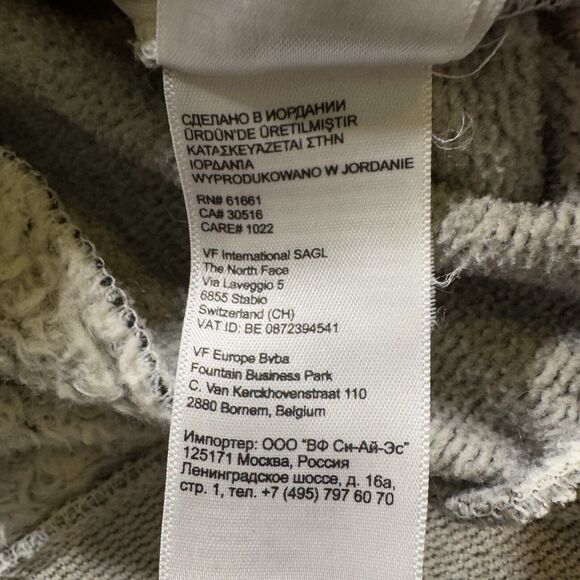 СДЕЛАНО В ИОРДАНИИ
ÜRDÜN'DE ÜRETILMIŞTIR
ΚΑΤΑΣΚΕΥΑΖΕΤΑΙ ΣΤΗΝ
ΙΟΡΔΑΝΙΑ
WYPRODUKOWANO W JORDANIE
RN# 61661
CA# 30516
CARE# 1022
VF International SAGL
The North Face
Via Laveggio 5
6855 Stabio
Switzerland (CH)
VAT ID: BE 0872394541
VF Europe Bvba
Fountain Business Park
C. Van Kerckhovenstraat 110
2880 Bornem, Belgium
Импортер: ООО "ВФ Си-Ай-Эс"
125171 Москва, Россия
Ленинградское шоссе, д. 16а,
стр. 1, тел. +7 (495) 797 60 70